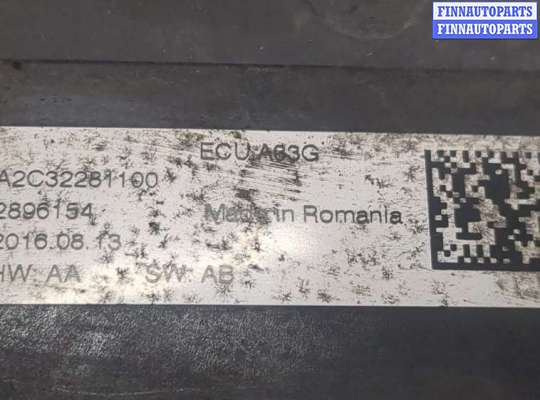 FINNAUTOPARTS
FINNAUTOPARTS
ECU A63G
A2C32281100
2896154
Made in Romania
2016.08.13
HW: AA SW: AB